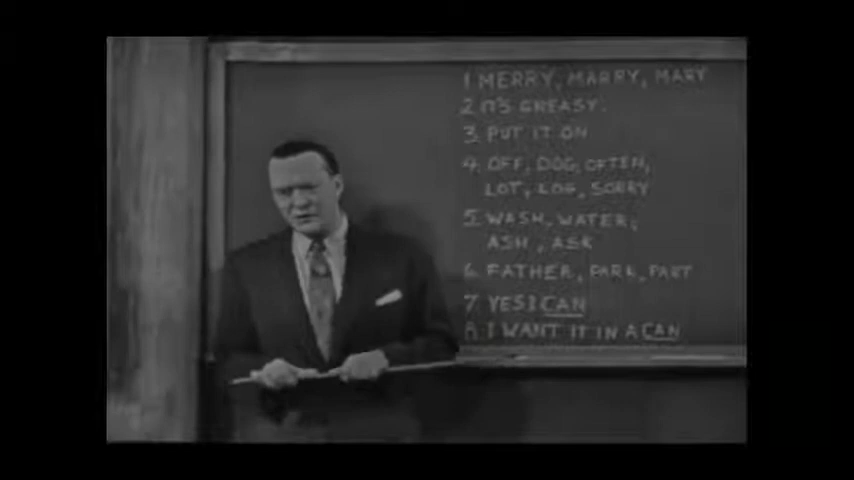 1. MERRY, MARRY, MARY
2. IT'S GREASY.
3. PUT IT ON
4. OFF, DOG, OFTEN,
LOT, LOG, SORRY
5. WASH, WATER,
ASH, ASK
6. FATHER, PARK, PART
7. YES I CAN
8. I WANT IT IN A CAN